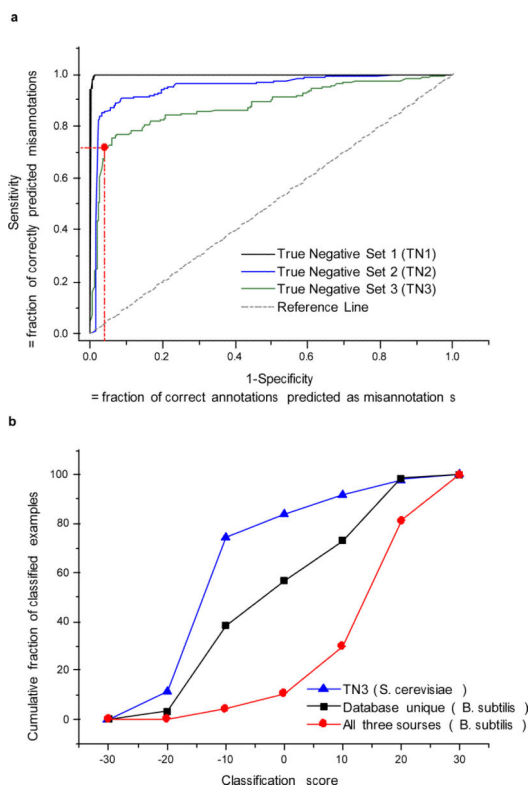 a
1.0
0.8
0.6
0.4
0.2
0.0
Sensitivity
= fraction of correctly predicted misannotations
True Negative Set 1 (TN1)
True Negative Set 2 (TN2)
True Negative Set 3 (TN3)
Reference Line
0.0 0.2 0.4 0.6 0.8 1.0
1-Specificity
= fraction of correct annotations predicted as misannotation s
b
100
80
60
40
20
0
Cumulative fraction of classified examples
TN3 ( S. cerevisiae )
Database unique ( B. subtilis )
All three sourses ( B. subtilis )
-30 -20 -10 0 10 20 30
Classification score